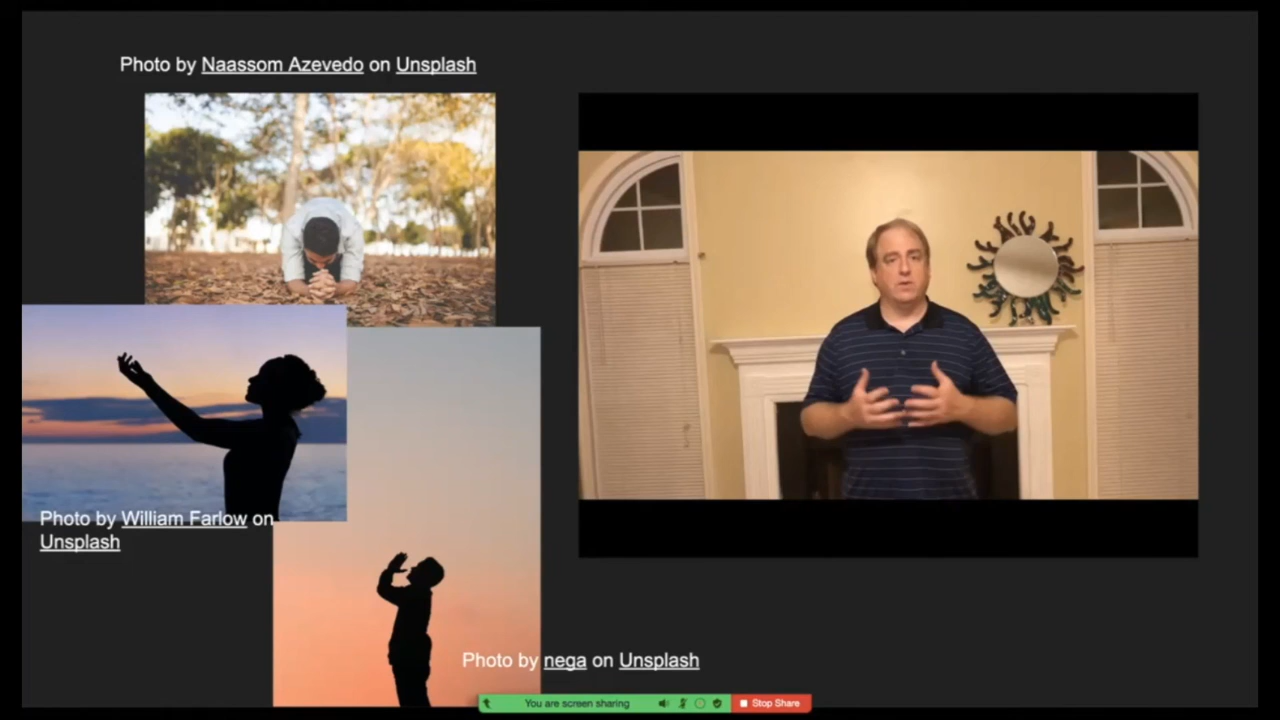 Photo by Naassom Azevedo on Unsplash
Photo by William Farlow on
Unsplash
Photo by nega on Unsplash
You are screen sharing
Stop Share